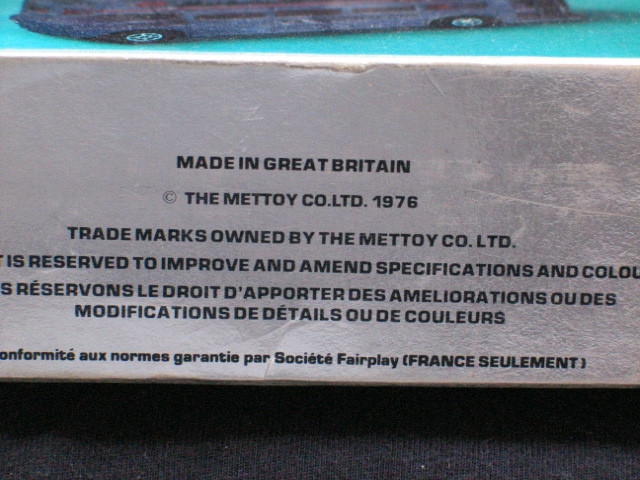 MADE IN GREAT BRITAIN
© THE METTOY CO.LTD. 1976
TRADE MARKS OWNED BY THE METTOY CO. LTD.
T IS RESERVED TO IMPROVE AND AMEND SPECIFICATIONS AND COLOU
S RÉSERVONS LE DROIT D'APPORTER DES AMELIORATIONS OU DES
MODIFICATIONS DE DÉTAILS OU DE COULEURS
onformité aux normes garantie par Société Fairplay (FRANCE SEULEMENT)